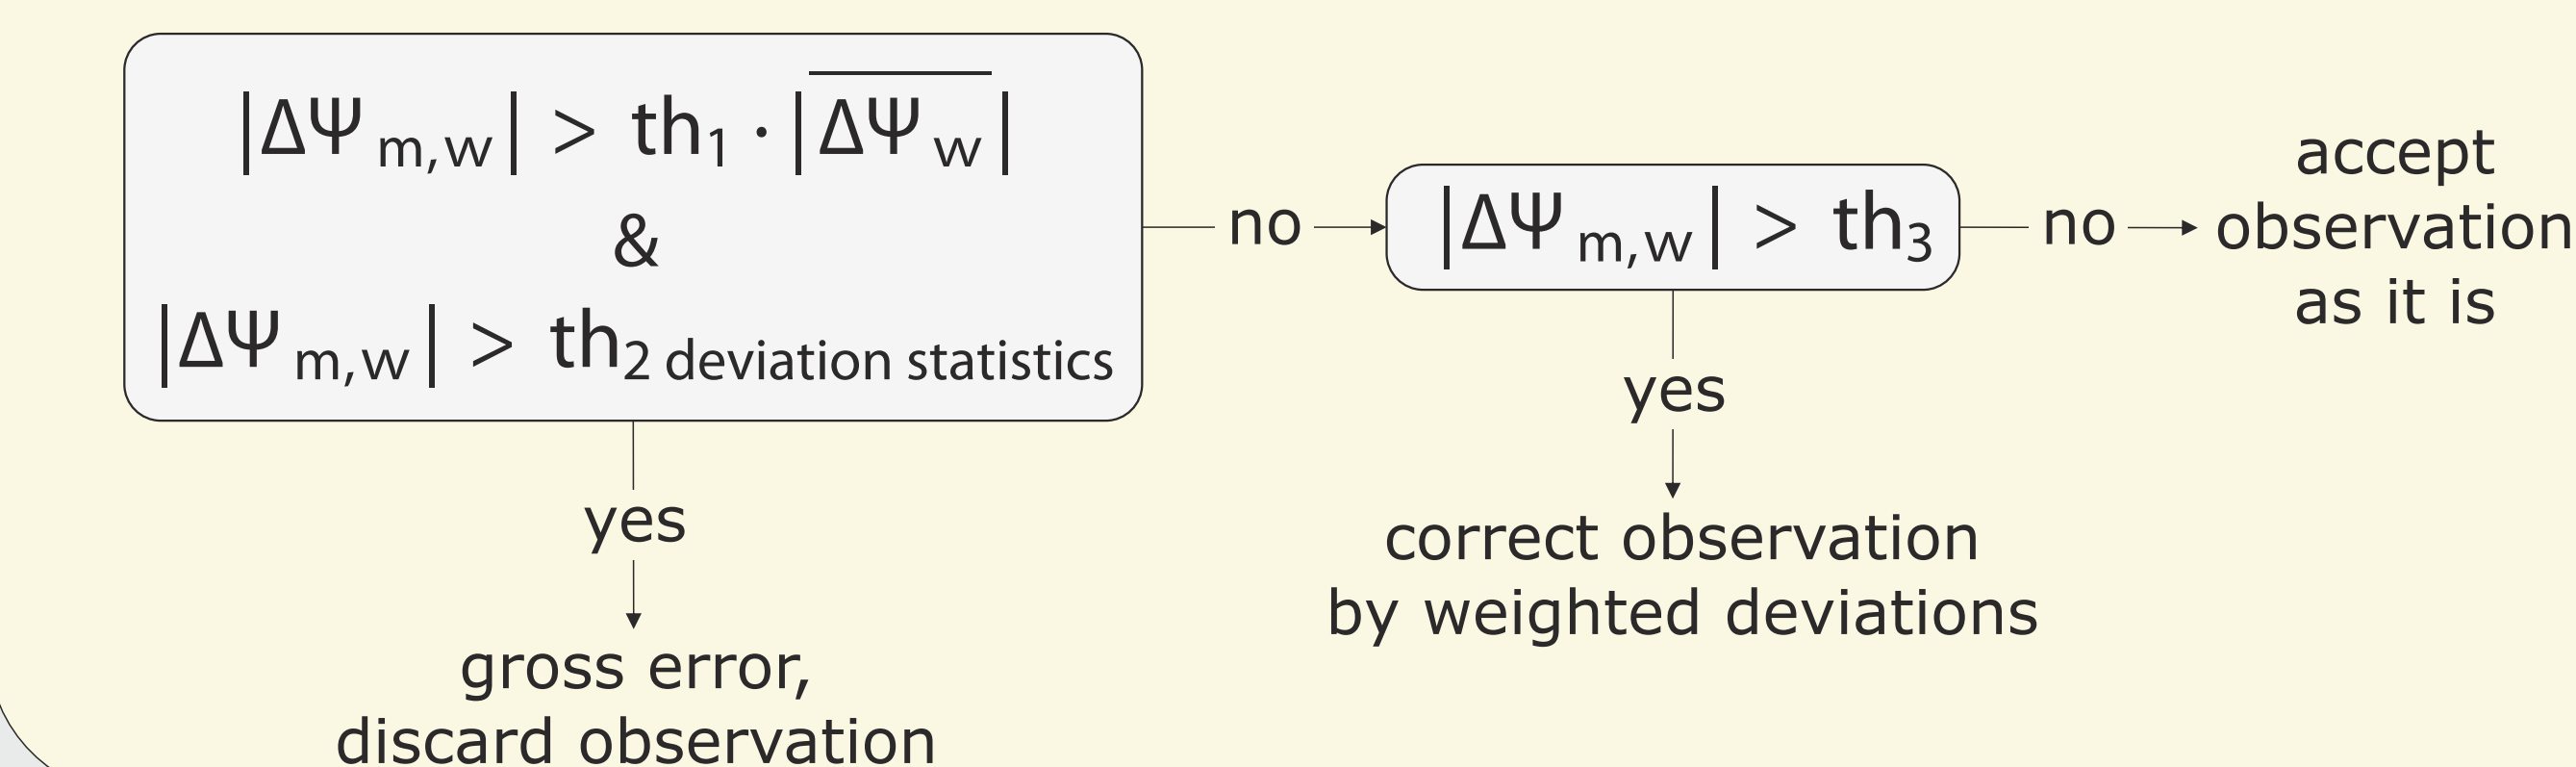 |ΔΨ m,w| > th1 · |Δ̅Ψ̅ w̅|
&
|ΔΨ m,w| > th2 deviation statistics
no
|ΔΨ m,w| > th3
no
accept
observation
as it is
yes
correct observation
by weighted deviations
yes
gross error,
discard observation